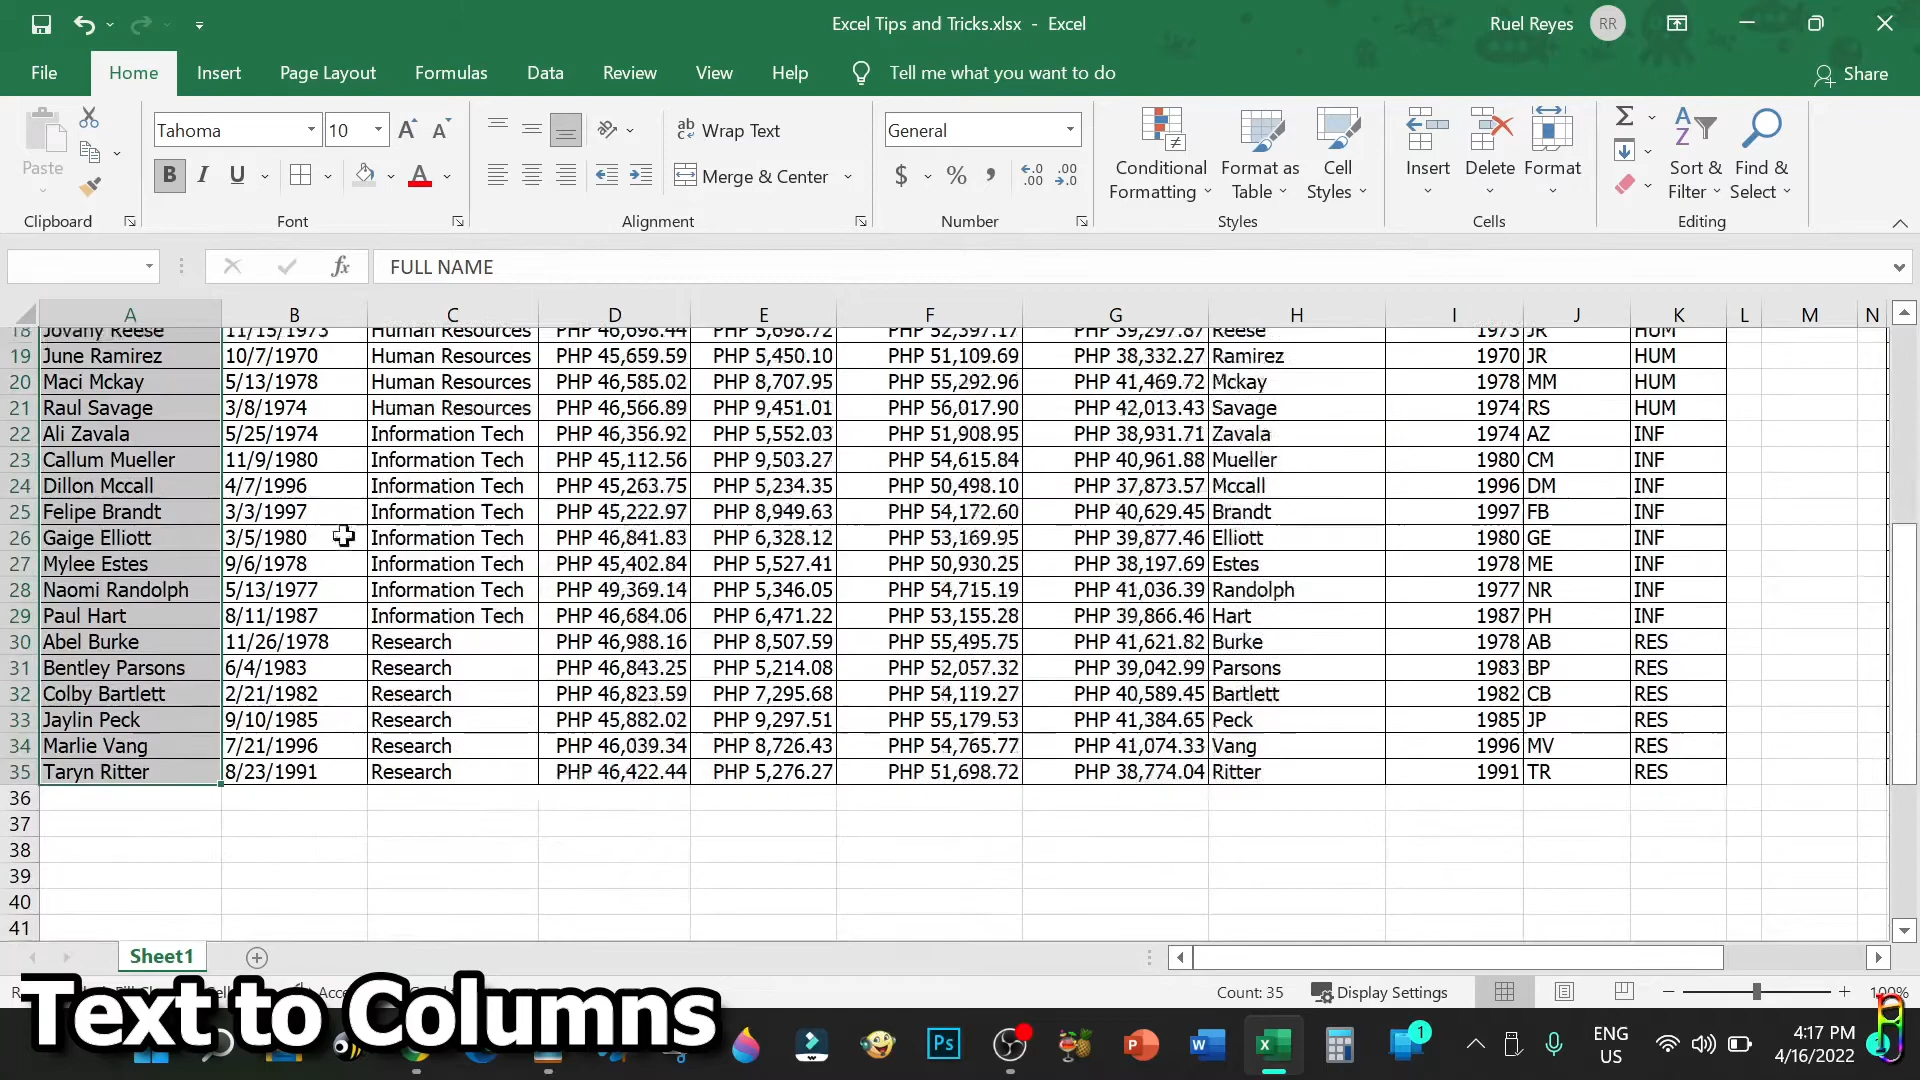 Excel Tips and Tricks.xlsx - Excel
Ruel Reyes RR
File Home Insert Page Layout Formulas Data Review View Help Tell me what you want to do Share
Paste
Clipboard
Tahoma 10
B I U A
Font
ab Wrap Text
Merge & Center
Alignment
General
$ % ,
Number
Conditional Formatting
Format as Table
Cell Styles
Styles
Insert Delete Format
Cells
Sort & Filter
Find & Select
Editing
fx FULL NAME
A B C D E F G H I J K L M N
18 Jovany Reese 11/15/1973 Human Resources PHP 46,698.44 PHP 5,698.72 PHP 52,397.17 PHP 39,297.87 Reese 1973 JR HUM
19 June Ramirez 10/7/1970 Human Resources PHP 45,659.59 PHP 5,450.10 PHP 51,109.69 PHP 38,332.27 Ramirez 1970 JR HUM
20 Maci Mckay 5/13/1978 Human Resources PHP 46,585.02 PHP 8,707.95 PHP 55,292.96 PHP 41,469.72 Mckay 1978 MM HUM
21 Raul Savage 3/8/1974 Human Resources PHP 46,566.89 PHP 9,451.01 PHP 56,017.90 PHP 42,013.43 Savage 1974 RS HUM
22 Ali Zavala 5/25/1974 Information Tech PHP 46,356.92 PHP 5,552.03 PHP 51,908.95 PHP 38,931.71 Zavala 1974 AZ INF
23 Callum Mueller 11/9/1980 Information Tech PHP 45,112.56 PHP 9,503.27 PHP 54,615.84 PHP 40,961.88 Mueller 1980 CM INF
24 Dillon Mccall 4/7/1996 Information Tech PHP 45,263.75 PHP 5,234.35 PHP 50,498.10 PHP 37,873.57 Mccall 1996 DM INF
25 Felipe Brandt 3/3/1997 Information Tech PHP 45,222.97 PHP 8,949.63 PHP 54,172.60 PHP 40,629.45 Brandt 1997 FB INF
26 Gaige Elliott 3/5/1980 Information Tech PHP 46,841.83 PHP 6,328.12 PHP 53,169.95 PHP 39,877.46 Elliott 1980 GE INF
27 Mylee Estes 9/6/1978 Information Tech PHP 45,402.84 PHP 5,527.41 PHP 50,930.25 PHP 38,197.69 Estes 1978 ME INF
28 Naomi Randolph 5/13/1977 Information Tech PHP 49,369.14 PHP 5,346.05 PHP 54,715.19 PHP 41,036.39 Randolph 1977 NR INF
29 Paul Hart 8/11/1987 Information Tech PHP 46,684.06 PHP 6,471.22 PHP 53,155.28 PHP 39,866.46 Hart 1987 PH INF
30 Abel Burke 11/26/1978 Research PHP 46,988.16 PHP 8,507.59 PHP 55,495.75 PHP 41,621.82 Burke 1978 AB RES
31 Bentley Parsons 6/4/1983 Research PHP 46,843.25 PHP 5,214.08 PHP 52,057.32 PHP 39,042.99 Parsons 1983 BP RES
32 Colby Bartlett 2/21/1982 Research PHP 46,823.59 PHP 7,295.68 PHP 54,119.27 PHP 40,589.45 Bartlett 1982 CB RES
33 Jaylin Peck 9/10/1985 Research PHP 45,882.02 PHP 9,297.51 PHP 55,179.53 PHP 41,384.65 Peck 1985 JP RES
34 Marlie Vang 7/21/1996 Research PHP 46,039.34 PHP 8,726.43 PHP 54,765.77 PHP 41,074.33 Vang 1996 MV RES
35 Taryn Ritter 8/23/1991 Research PHP 46,422.44 PHP 5,276.27 PHP 51,698.72 PHP 38,774.04 Ritter 1991 TR RES
36
37
38
39
40
41
Sheet1
Count: 35 Display Settings 100%
Text to Columns
Ps
ENG
US
4:17 PM
4/16/2022